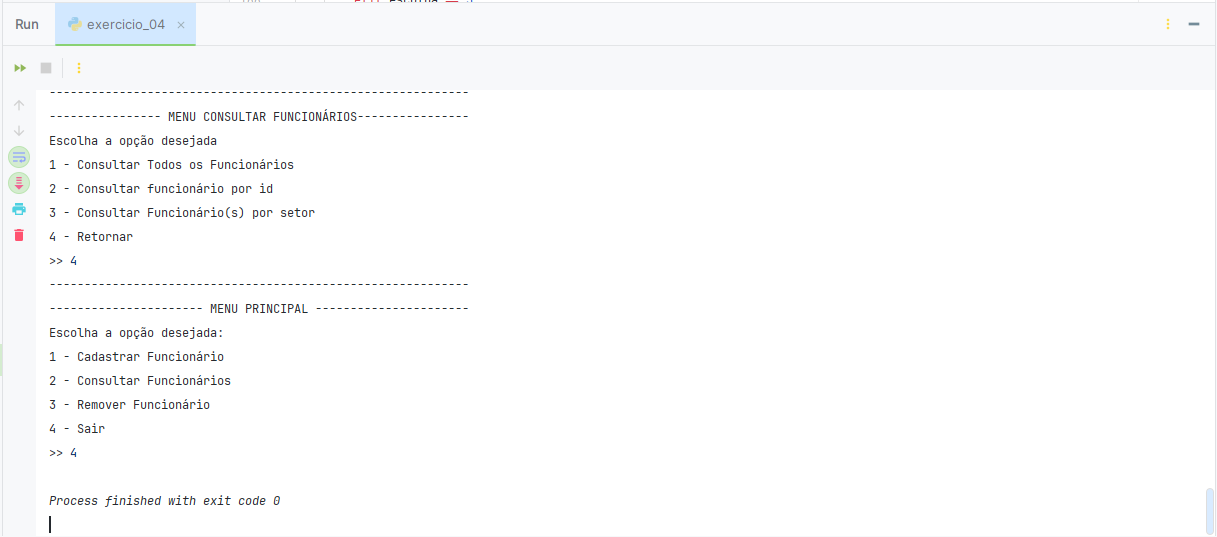 Run exercicio_04
------------------------------------------------------------
---------------- MENU CONSULTAR FUNCIONÁRIOS----------------
Escolha a opção desejada
1 - Consultar Todos os Funcionários
2 - Consultar funcionário por id
3 - Consultar Funcionário(s) por setor
4 - Retornar
>> 4
------------------------------------------------------------
---------------------- MENU PRINCIPAL ----------------------
Escolha a opção desejada:
1 - Cadastrar Funcionário
2 - Consultar Funcionários
3 - Remover Funcionário
4 - Sair
>> 4
Process finished with exit code 0